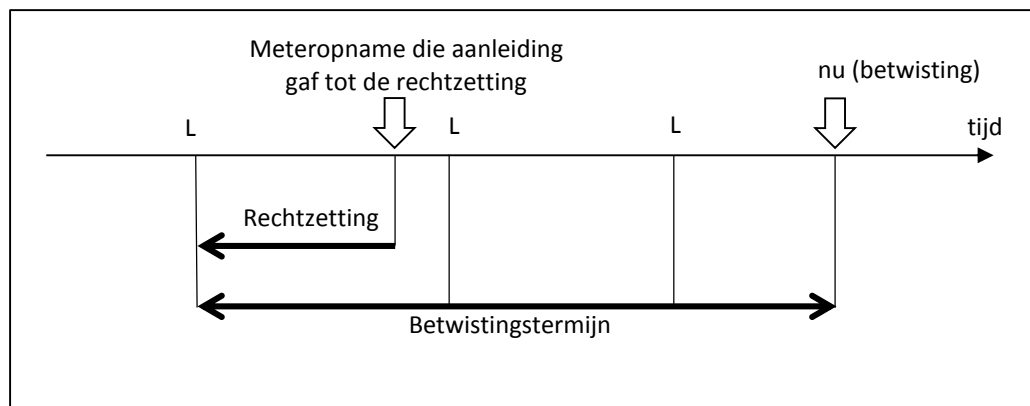 Meteropname die aanleiding
gaf tot de rechtzetting
nu (betwisting)
L
L
L
tijd
Rechtzetting
Betwistingstermijn